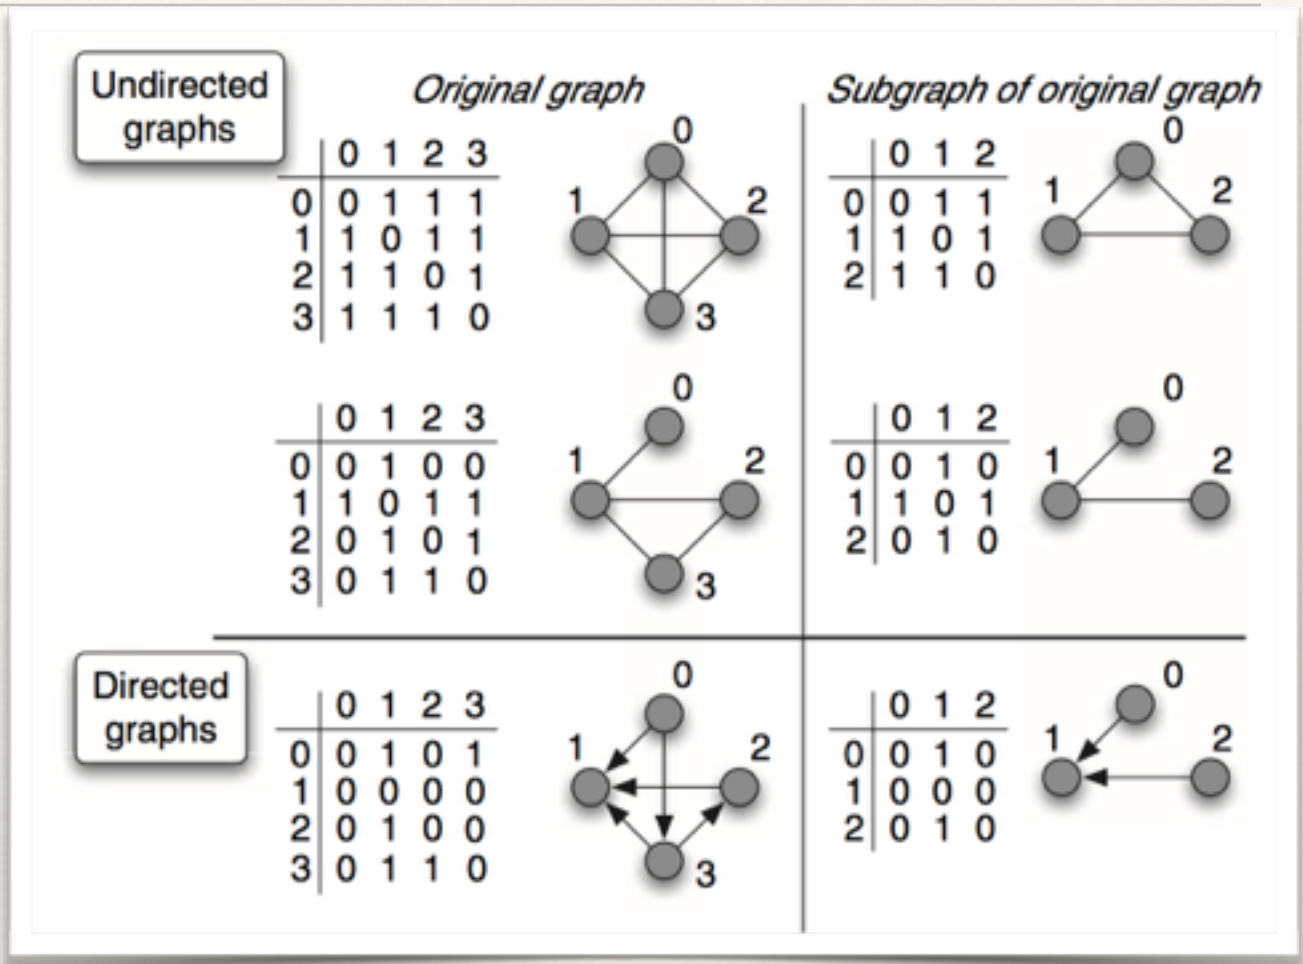 Undirected
graphs
Original graph
0 1 2 3
0 0 1 1 1
1 1 0 1 1
2 1 1 0 1
3 1 1 1 0
0
1
2
3
Subgraph of original graph
0 1 2
0 0 1 1
1 1 0 1
2 1 1 0
0
1
2
0 1 2 3
0 0 1 0 0
1 1 0 1 1
2 0 1 0 1
3 0 1 1 0
0
1
2
3
0 1 2
0 0 1 0
1 1 0 1
2 0 1 0
0
1
2
Directed
graphs
0 1 2 3
0 0 1 0 1
1 0 0 0 0
2 0 1 0 0
3 0 1 1 0
0
1
2
3
0 1 2
0 0 1 0
1 0 0 0
2 0 1 0
0
1
2